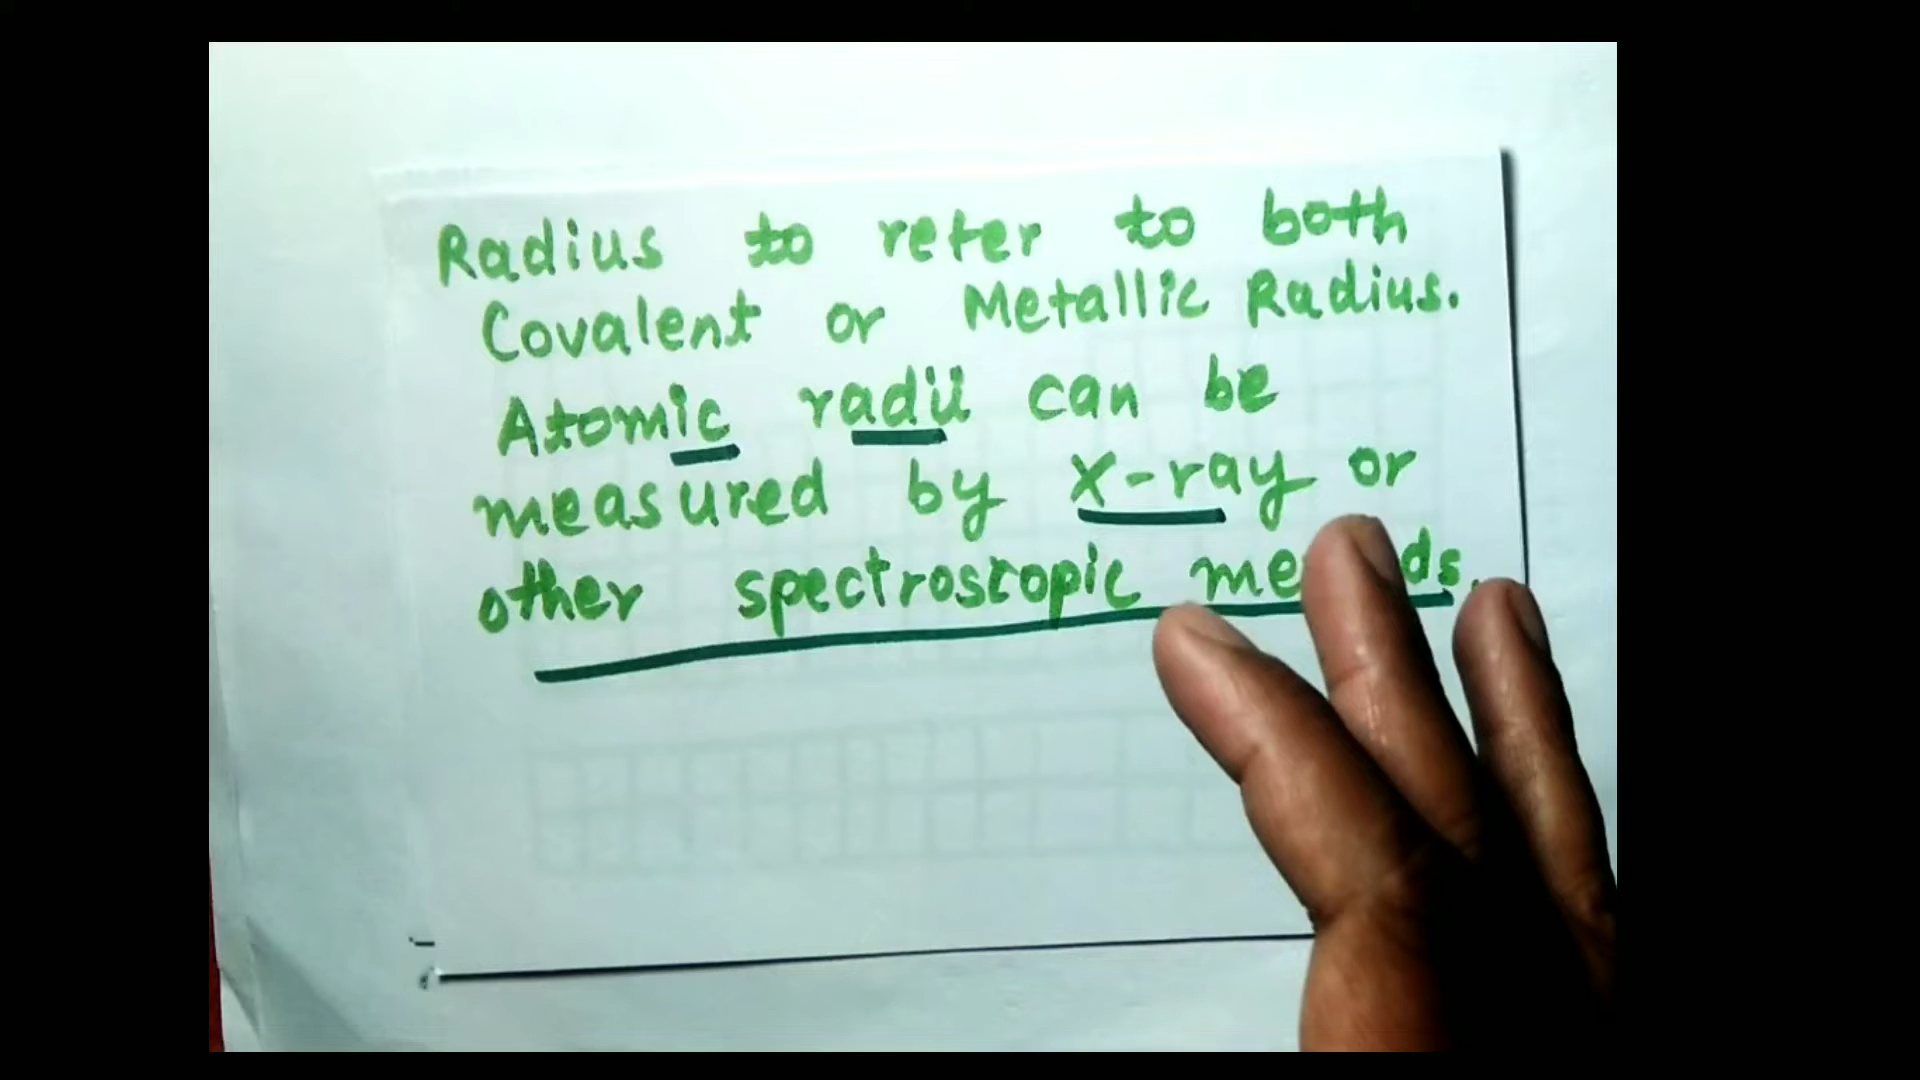 Radius to refer to both
Covalent or Metallic Radius.
Atomic radii can be
measured by X-ray or
other spectroscopic